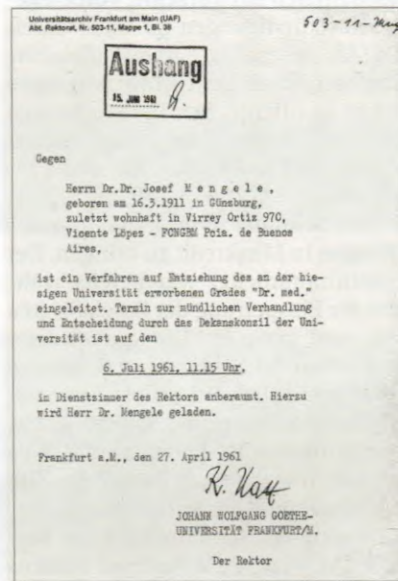 Universitätsarchiv Frankfurt am Main (UAF)
Abt. Rektorat, Nr. 503-11, Mappe 1, Bl. 38
503-11-
Aushang
15. JUNI
Gegen
Herrn Dr.Dr. Josef M e n g e l e ,
geboren am 16.3.1911 in Günzburg,
zuletzt wohnhaft in Virrey Ortiz 970,
Vicente López - FCNGBM Pcia. de Buenos
Aires,
ist ein Verfahren auf Entziehung des an der hie-
sigen Universität erworbenen Grades "Dr. med."
eingeleitet. Termin zur mündlichen Verhandlung
und Entscheidung durch das Dekanskonzil der Uni-
versität ist auf den
6. Juli 1961, 11.15 Uhr,
in Dienstzimmer des Rektors anberaumt. Hierzu
wird Herr Dr. Mengele geladen.
Frankfurt a.M., den 27. April 1961
JOHANN WOLFGANG GOETHE-
UNIVERSITÄT FRANKFURT/M.
Der Rektor